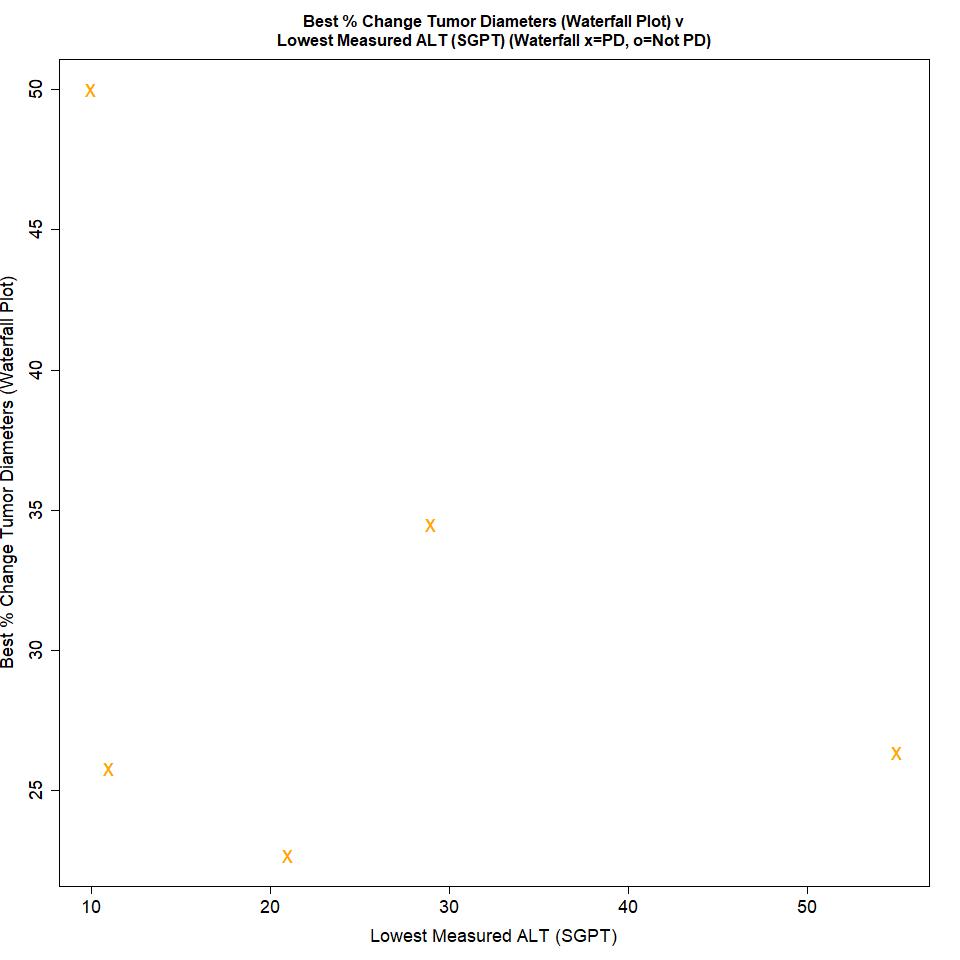 Best % Change Tumor Diameters (Waterfall Plot) v
Lowest Measured ALT (SGPT) (Waterfall x=PD, o=Not PD)
Best % Change Tumor Diameters (Waterfall Plot)
50
45
40
35
30
25
X
X
X
X
X
10
20
30
40
50
Lowest Measured ALT (SGPT)